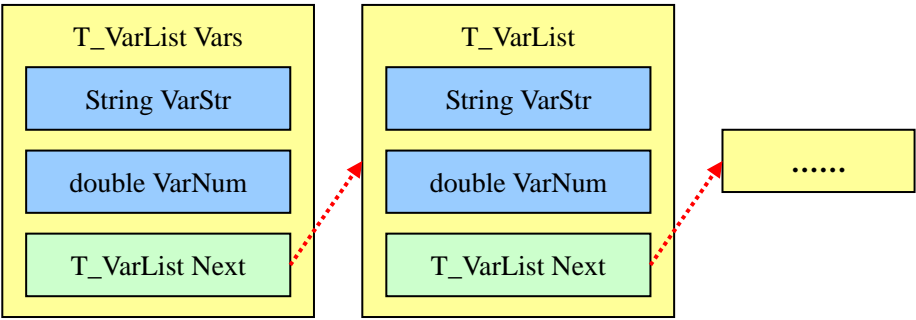 T_VarList Vars
String VarStr
double VarNum
T_VarList Next
T_VarList
String VarStr
double VarNum
T_VarList Next
......